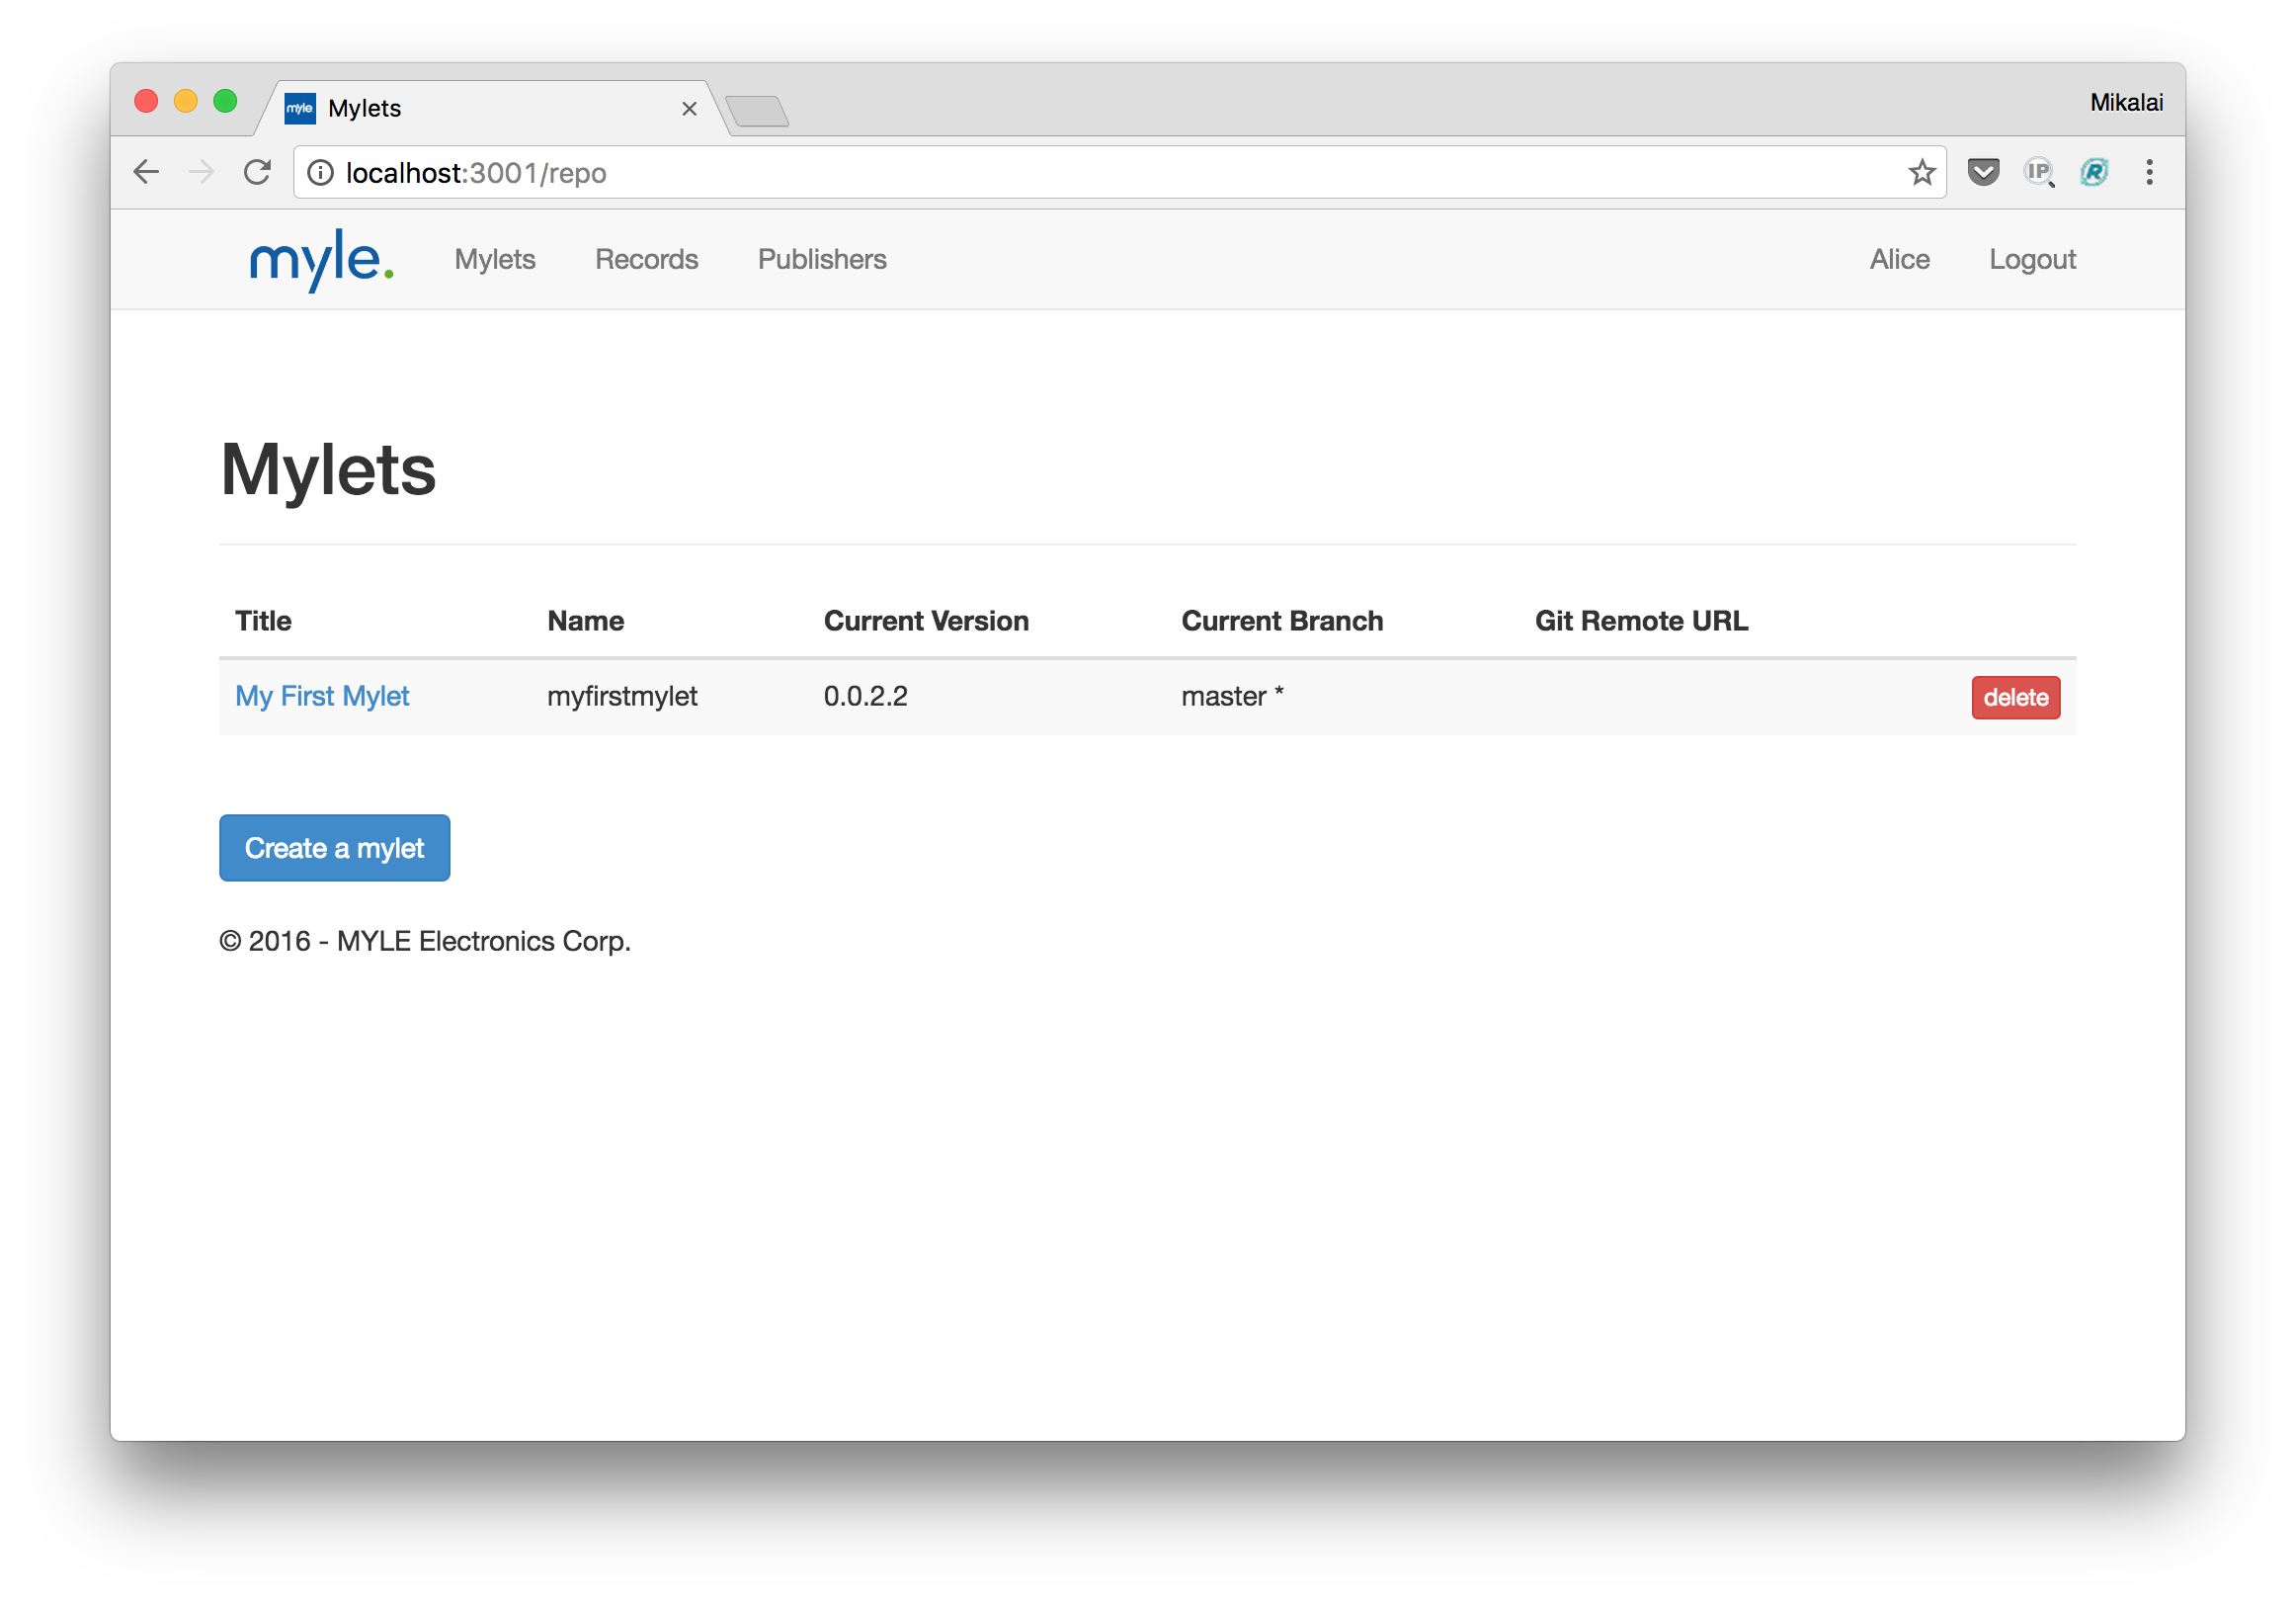 myle Mylets Mikalai
localhost:3001/repo IP R
myle. Mylets Records Publishers Alice Logout
Mylets
Title Name Current Version Current Branch Git Remote URL
My First Mylet myfirstmylet 0.0.2.2 master * delete
Create a mylet
© 2016 - MYLE Electronics Corp.